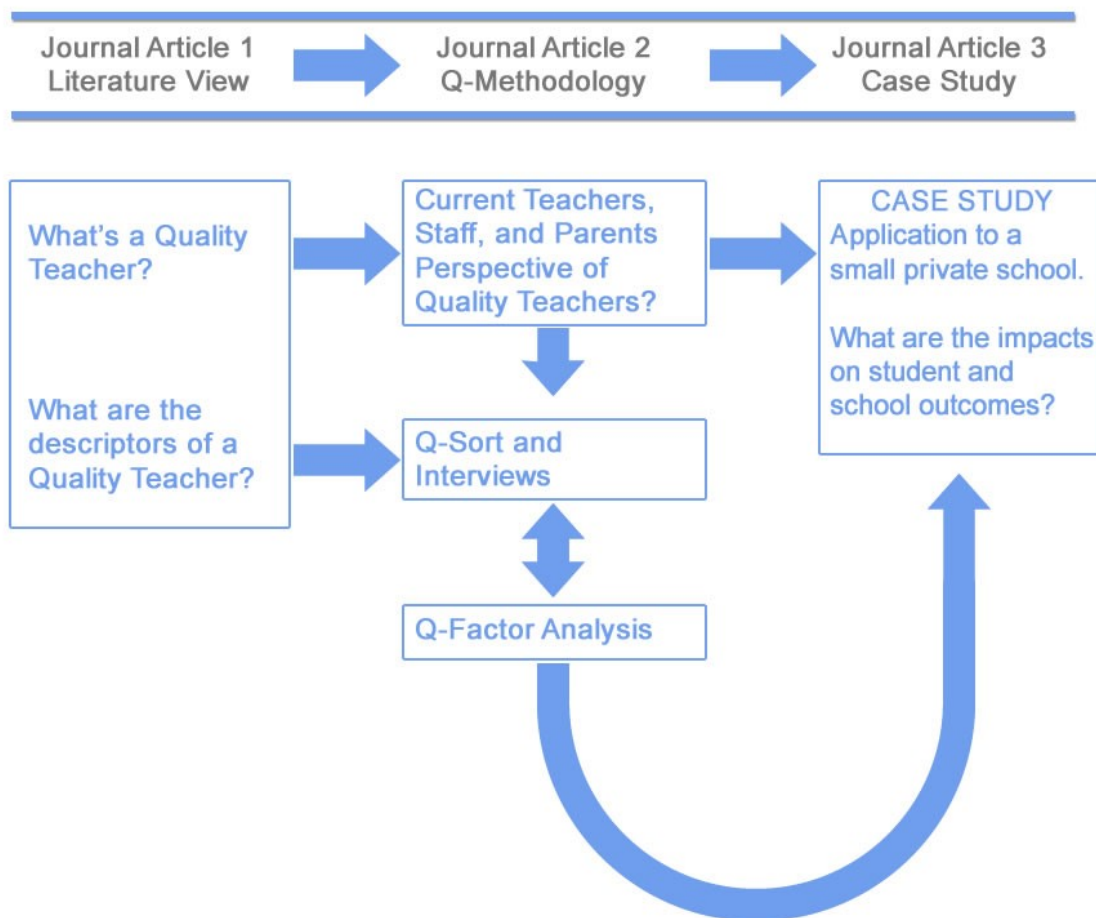 Journal Article 1
Literature View
Journal Article 2
Q-Methodology
Journal Article 3
Case Study
What's a Quality
Teacher?
What are the
descriptors of a
Quality Teacher?
Current Teachers,
Staff, and Parents
Perspective of
Quality Teachers?
Q-Sort and
Interviews
Q-Factor Analysis
CASE STUDY
Application to a
small private school.
What are the impacts
on student and
school outcomes?